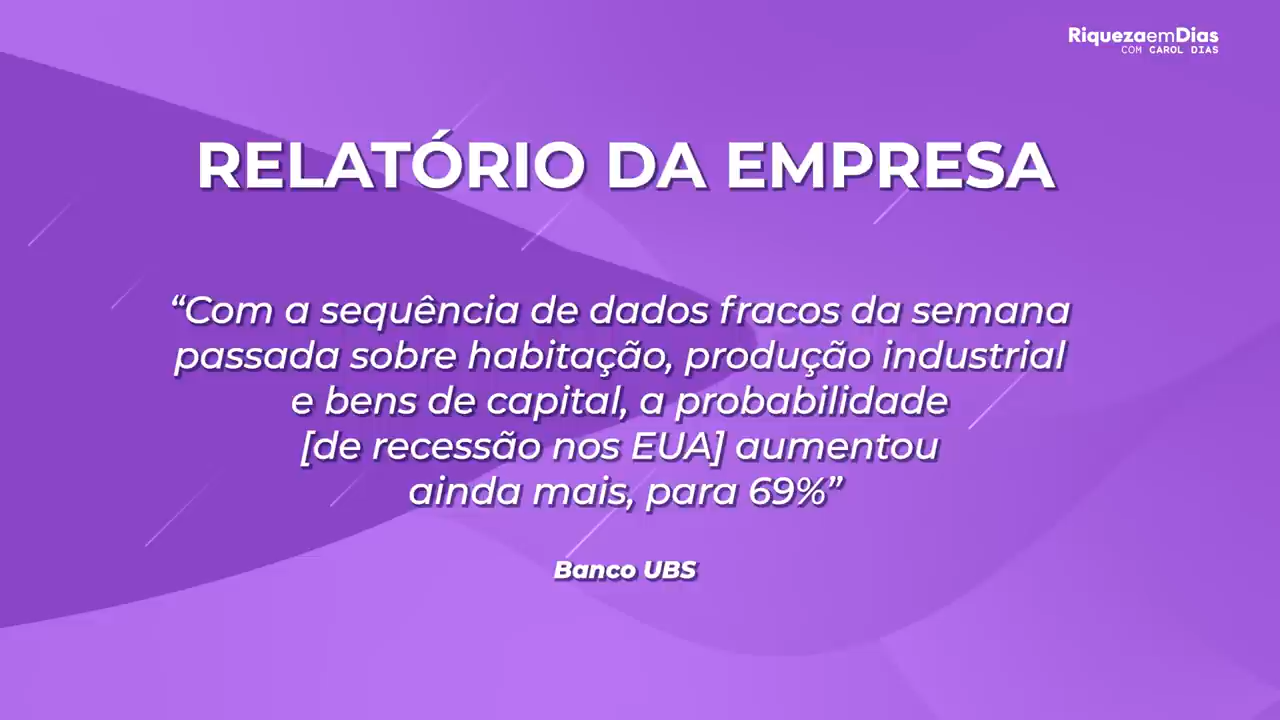 RiquezaemDias
COM CAROL DIAS
RELATÓRIO DA EMPRESA
“Com a sequência de dados fracos da semana
passada sobre habitação, produção industrial
e bens de capital, a probabilidade
[de recessão nos EUA] aumentou
ainda mais, para 69%”
Banco UBS